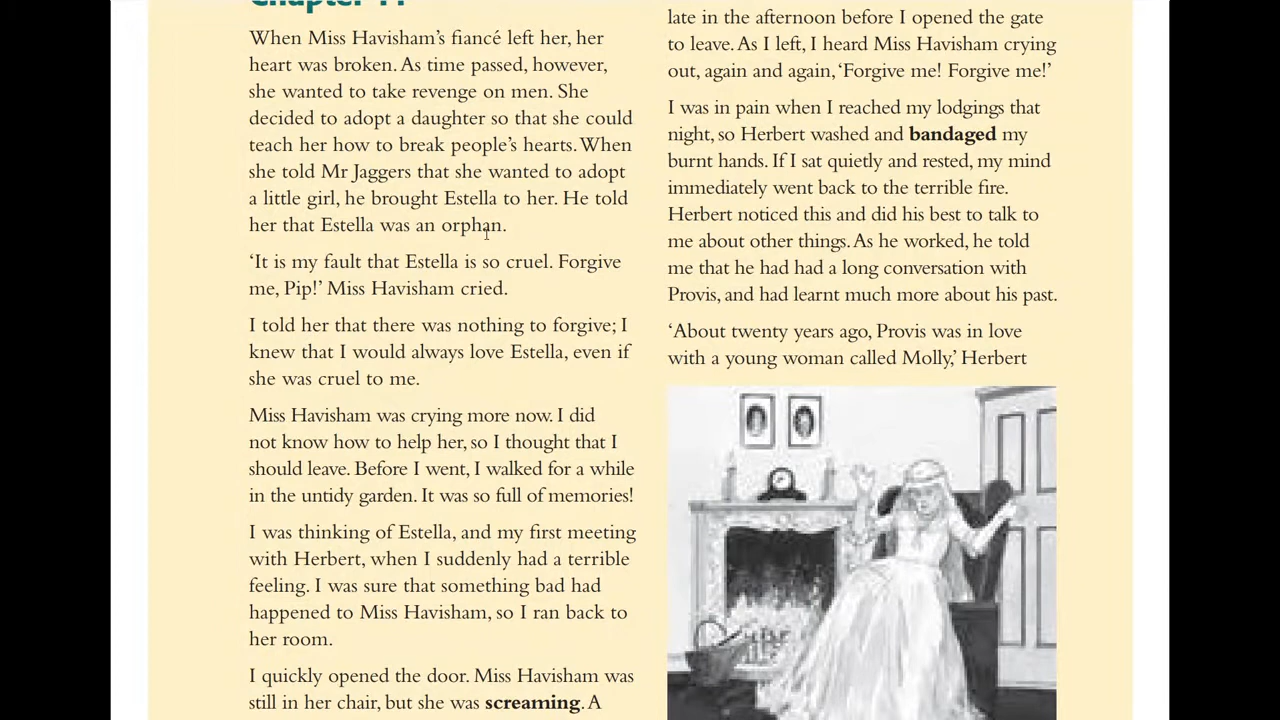 Chapter 11
When Miss Havisham's fiancé left her, her
heart was broken. As time passed, however,
she wanted to take revenge on men. She
decided to adopt a daughter so that she could
teach her how to break people's hearts. When
she told Mr Jaggers that she wanted to adopt
a little girl, he brought Estella to her. He told
her that Estella was an orphan.
‘It is my fault that Estella is so cruel. Forgive
me, Pip!’ Miss Havisham cried.
I told her that there was nothing to forgive; I
knew that I would always love Estella, even if
she was cruel to me.
Miss Havisham was crying more now. I did
not know how to help her, so I thought that I
should leave. Before I went, I walked for a while
in the untidy garden. It was so full of memories!
I was thinking of Estella, and my first meeting
with Herbert, when I suddenly had a terrible
feeling. I was sure that something bad had
happened to Miss Havisham, so I ran back to
her room.
I quickly opened the door. Miss Havisham was
still in her chair, but she was screaming. A
late in the afternoon before I opened the gate
to leave. As I left, I heard Miss Havisham crying
out, again and again, ‘Forgive me! Forgive me!’
I was in pain when I reached my lodgings that
night, so Herbert washed and bandaged my
burnt hands. If I sat quietly and rested, my mind
immediately went back to the terrible fire.
Herbert noticed this and did his best to talk to
me about other things. As he worked, he told
me that he had had a long conversation with
Provis, and had learnt much more about his past.
‘About twenty years ago, Provis was in love
with a young woman called Molly,’ Herbert